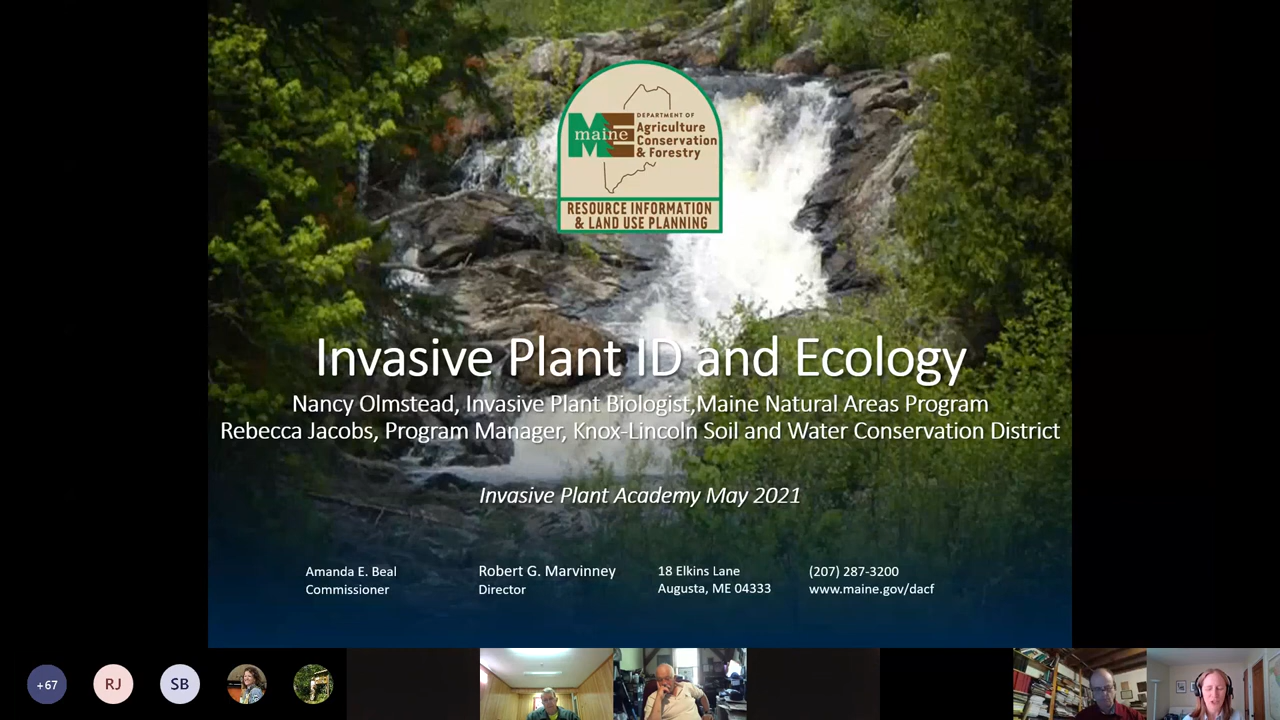 DEPARTMENT OF
maine
Agriculture
Conservation
& Forestry
RESOURCE INFORMATION
& LAND USE PLANNING
Invasive Plant ID and Ecology
Nancy Olmstead, Invasive Plant Biologist,Maine Natural Areas Program
Rebecca Jacobs, Program Manager, Knox-Lincoln Soil and Water Conservation District
Invasive Plant Academy May 2021
Amanda E. Beal
Commissioner
Robert G. Marvinney
Director
18 Elkins Lane
Augusta, ME 04333
(207) 287-3200
www.maine.gov/dacf
+67
RJ
SB